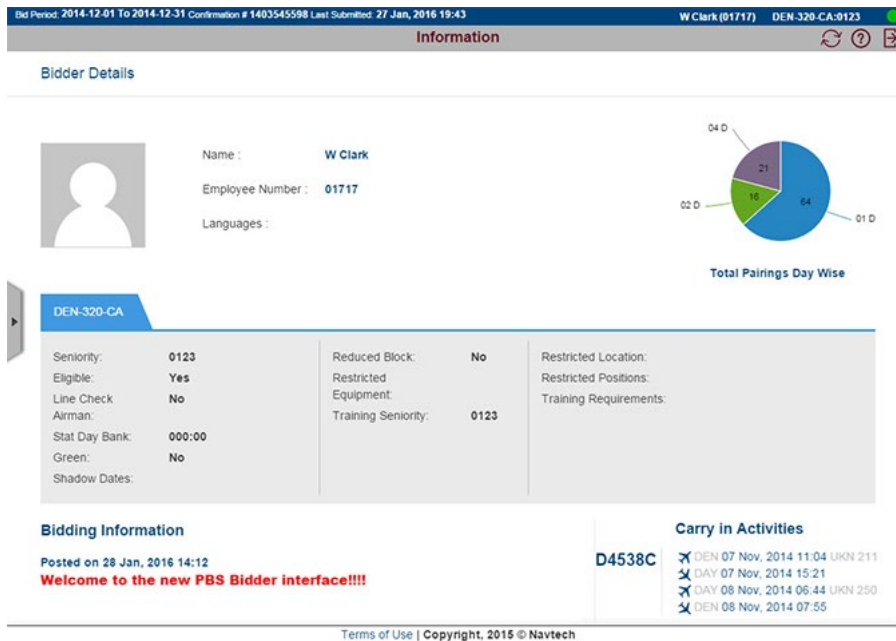 Bid Period: 2014-12-01 To 2014-12-31 Confirmation # 1403545598 Last Submitted: 27 Jan, 2016 19:43 W Clark (01717) DEN-320-CA:0123
Information
Bidder Details
Name : W Clark
Employee Number : 01717
Languages :
04 D
21
02 D
16
64
01 D
Total Pairings Day Wise
DEN-320-CA
Seniority: 0123
Eligible: Yes
Line Check
Airman: No
Stat Day Bank: 000:00
Green: No
Shadow Dates:
Reduced Block: No
Restricted
Equipment:
Training Seniority: 0123
Restricted Location:
Restricted Positions:
Training Requirements:
Bidding Information
Posted on 28 Jan, 2016 14:12
Welcome to the new PBS Bidder interface!!!!
Carry in Activities
D4538C
DEN 07 Nov, 2014 11:04 UKN 211
DAY 07 Nov, 2014 15:21
DAY 08 Nov, 2014 06:44 UKN 250
DEN 08 Nov, 2014 07:55
Terms of Use | Copyright, 2015 © Navtech